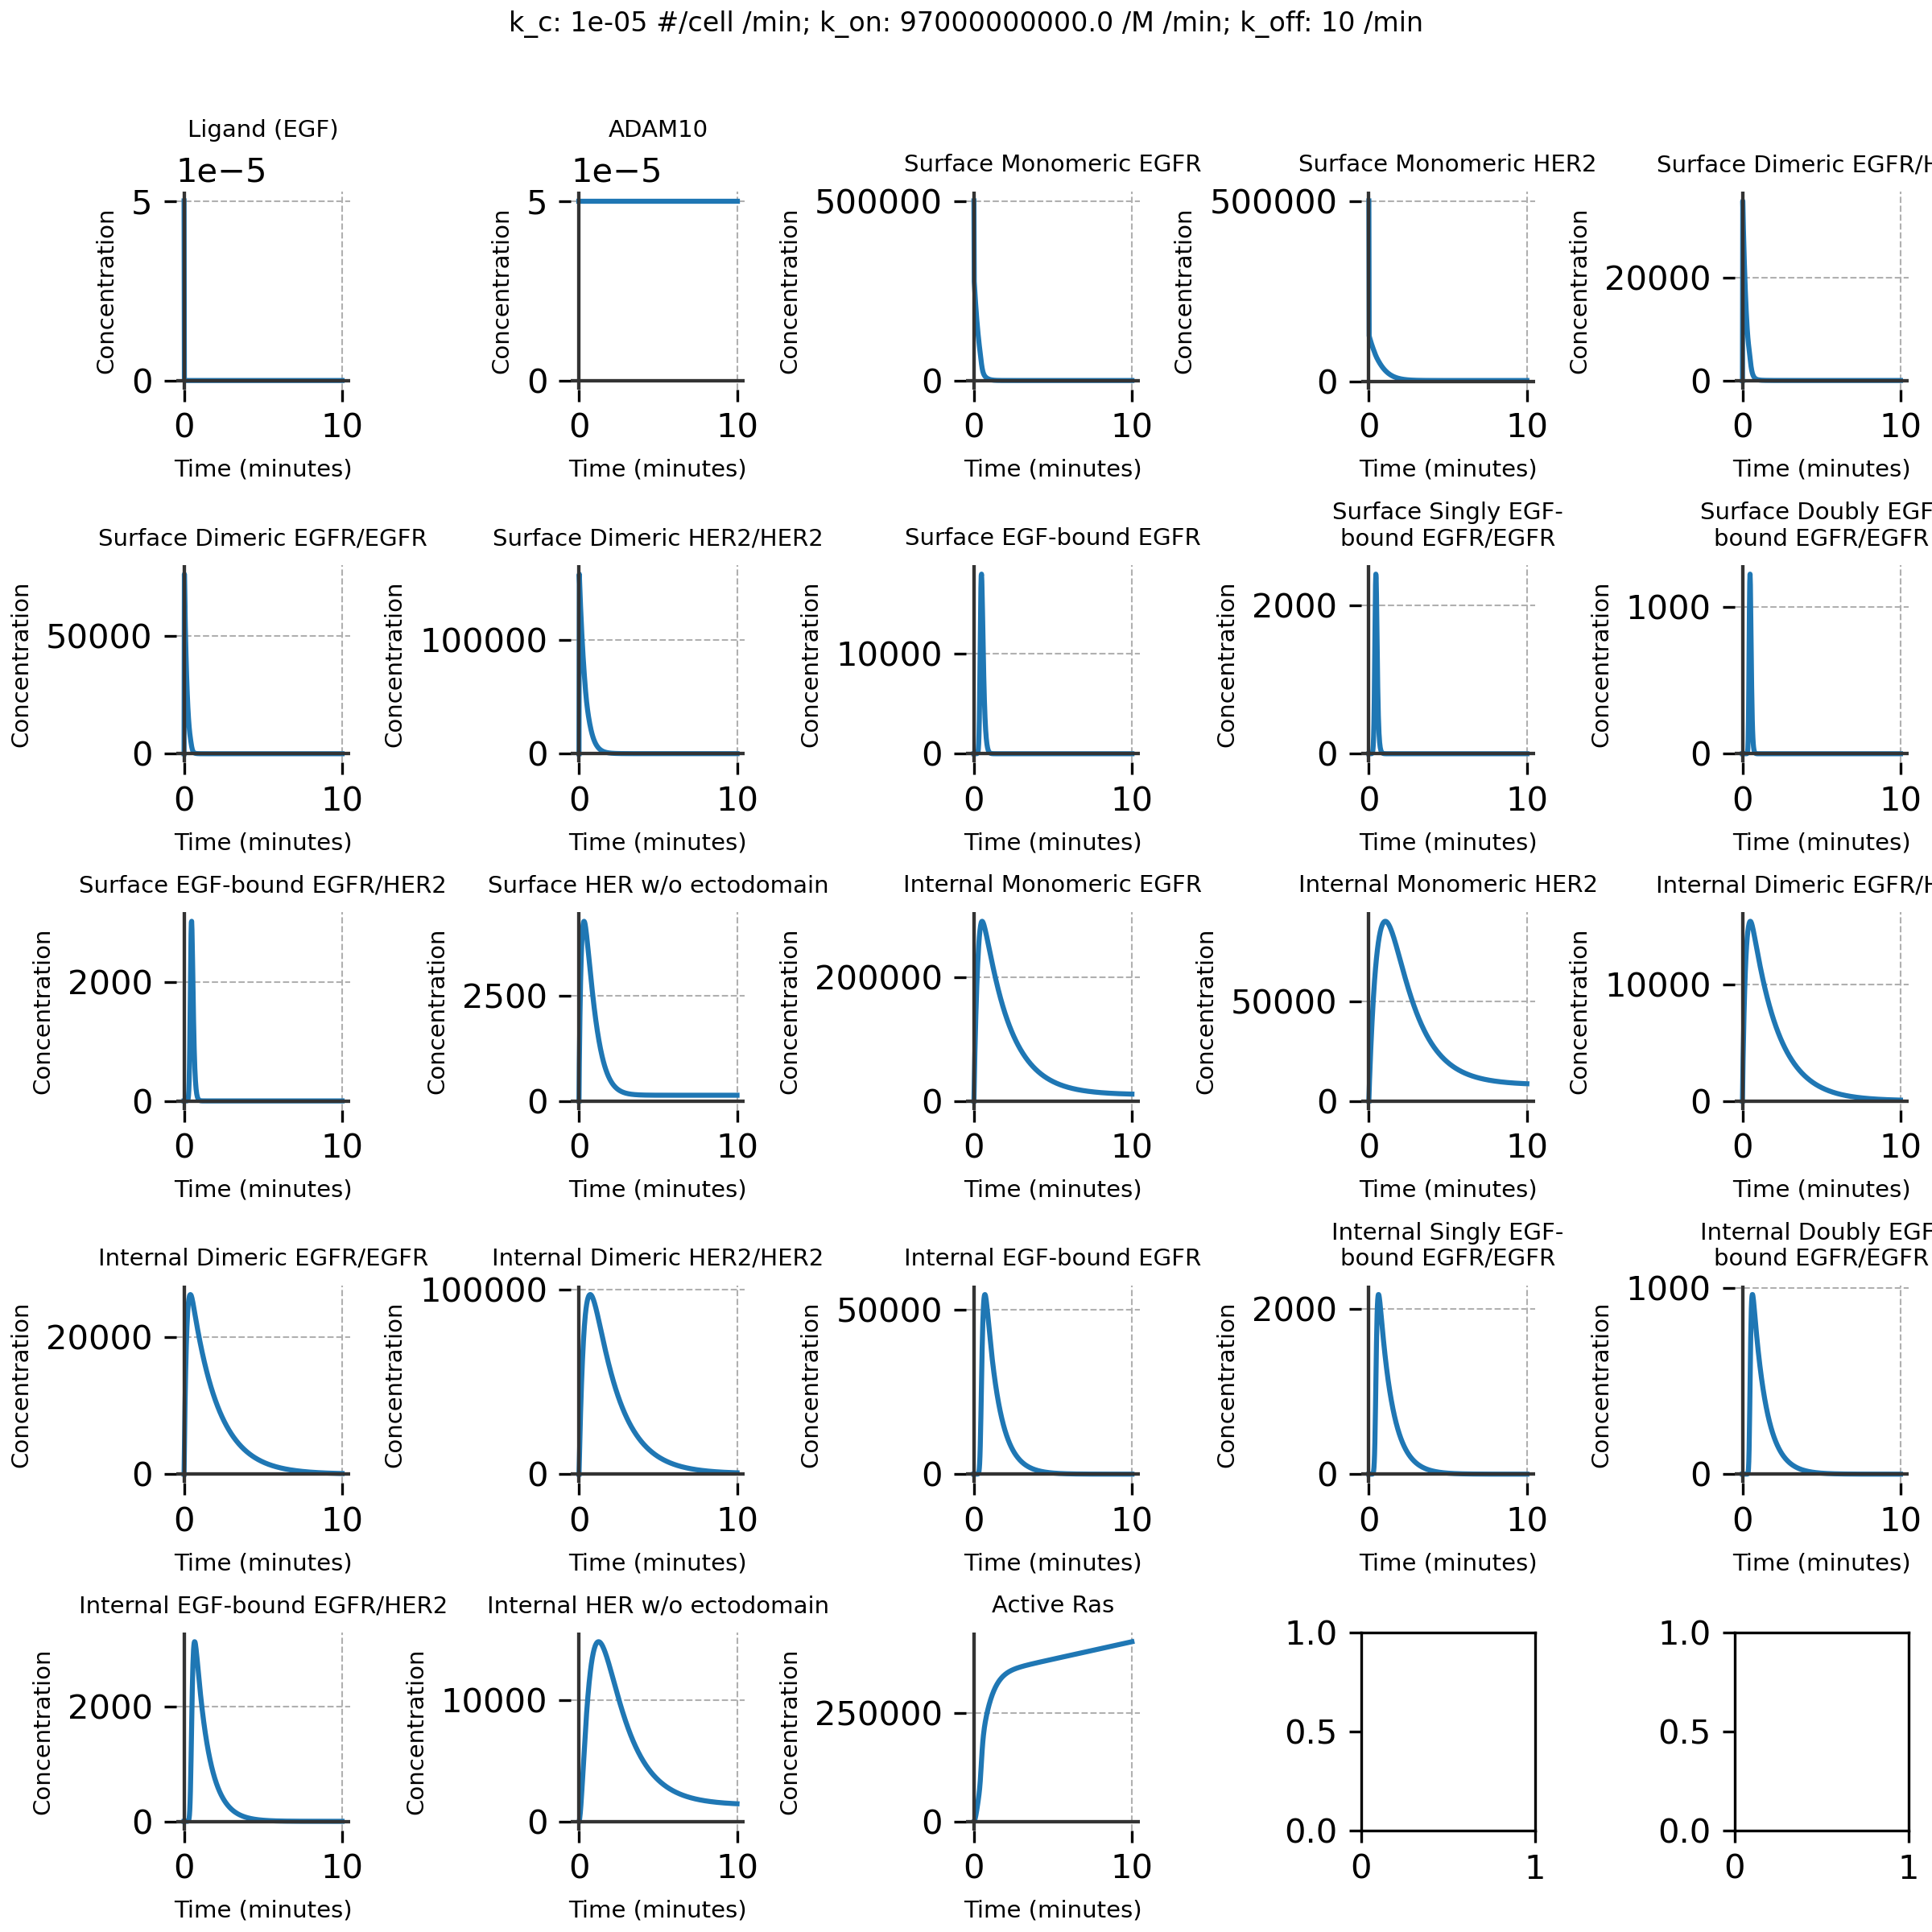 k_c: 1e-05 #/cell /min; k_on: 97000000000.0 /M /min; k_off: 10 /min
Ligand (EGF)
1e−5
5
0
Concentration
0
10
Time (minutes)
ADAM10
1e−5
5
0
Concentration
0
10
Time (minutes)
Surface Monomeric EGFR
500000
0
Concentration
0
10
Time (minutes)
Surface Monomeric HER2
500000
0
Concentration
0
10
Time (minutes)
Surface Dimeric EGFR/H
20000
0
Concentration
0
10
Time (minutes)
Surface Dimeric EGFR/EGFR
50000
0
Concentration
0
10
Time (minutes)
Surface Dimeric HER2/HER2
100000
0
Concentration
0
10
Time (minutes)
Surface EGF-bound EGFR
10000
0
Concentration
0
10
Time (minutes)
Surface Singly EGF-
bound EGFR/EGFR
2000
0
Concentration
0
10
Time (minutes)
Surface Doubly EGF
bound EGFR/EGFR
1000
0
Concentration
0
10
Time (minutes)
Surface EGF-bound EGFR/HER2
2000
0
Concentration
0
10
Time (minutes)
Surface HER w/o ectodomain
2500
0
Concentration
0
10
Time (minutes)
Internal Monomeric EGFR
200000
0
Concentration
0
10
Time (minutes)
Internal Monomeric HER2
50000
0
Concentration
0
10
Time (minutes)
Internal Dimeric EGFR/H
10000
0
Concentration
0
10
Time (minutes)
Internal Dimeric EGFR/EGFR
20000
0
Concentration
0
10
Time (minutes)
Internal Dimeric HER2/HER2
100000
0
Concentration
0
10
Time (minutes)
Internal EGF-bound EGFR
50000
0
Concentration
0
10
Time (minutes)
Internal Singly EGF-
bound EGFR/EGFR
2000
0
Concentration
0
10
Time (minutes)
Internal Doubly EGF
bound EGFR/EGFR
1000
0
Concentration
0
10
Time (minutes)
Internal EGF-bound EGFR/HER2
2000
0
Concentration
0
10
Time (minutes)
Internal HER w/o ectodomain
10000
0
Concentration
0
10
Time (minutes)
Active Ras
250000
0
Concentration
0
10
Time (minutes)
1.0
0.5
0.0
0
1
1.0
0.5
0.0
0
1